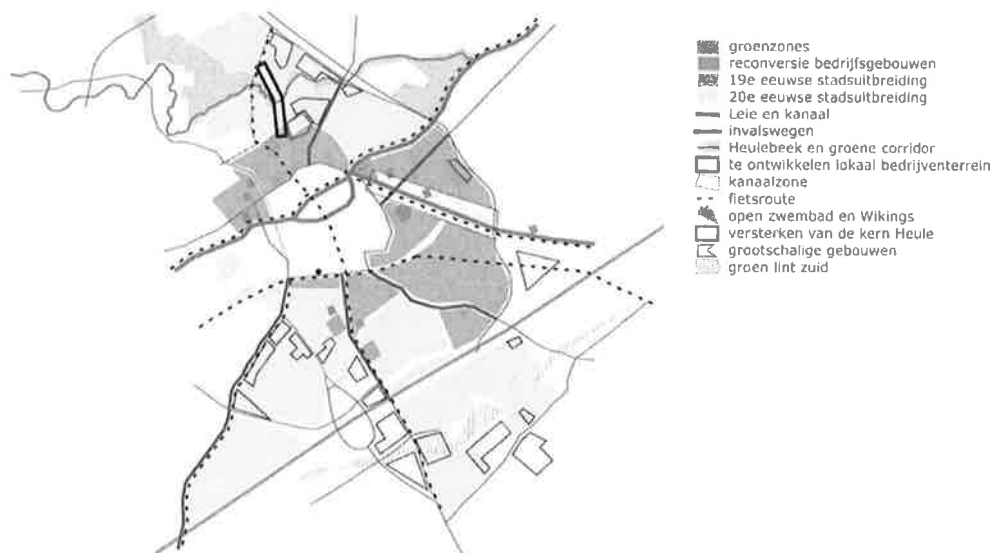 groenzones
reconversie bedrijfsgebouwen
19e eeuwse stadsuitbreiding
20e eeuwse stadsuitbreiding
Leie en kanaal
invalswegen
Heulebeek en groene corridor
te ontwikkelen lokaal bedrijventerrein
kanaalzone
fietsroute
open zwembad en Wikings
versterken van de kern Heule
grootschalige gebouwen
groen lint zuid